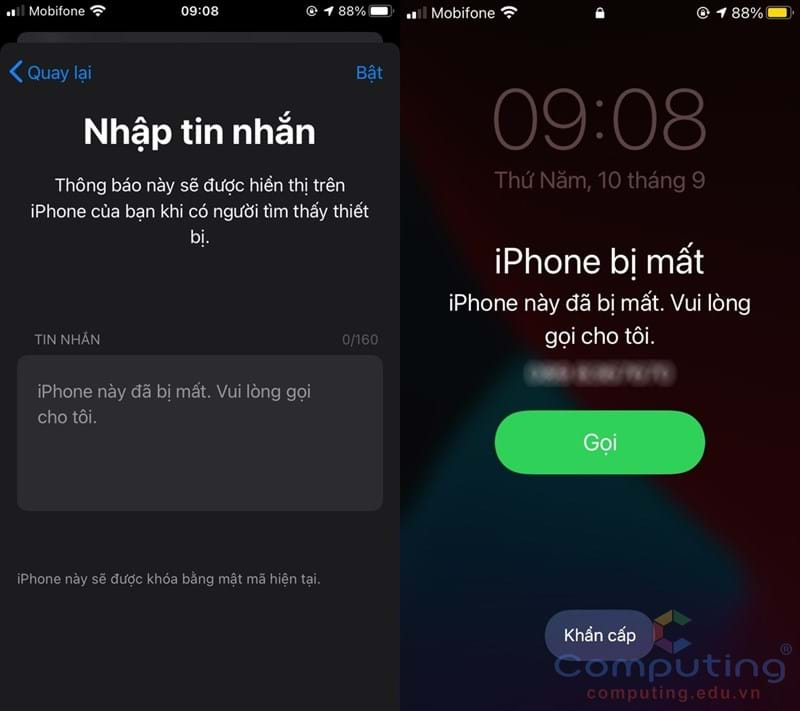 Mobifone 09:08 88%
Quay lại Bật
Nhập tin nhắn
Thông báo này sẽ được hiển thị trên
iPhone của bạn khi có người tìm thấy thiết
bị.
TIN NHẮN 0/160
iPhone này đã bị mất. Vui lòng gọi
cho tôi.
iPhone này sẽ được khóa bằng mật mã hiện tại.
Mobifone 88%
09:08
Thứ Năm, 10 tháng 9
iPhone bị mất
iPhone này đã bị mất. Vui lòng
gọi cho tôi.
Gọi
Khẩn cấp
Computing®
computing.edu.vn